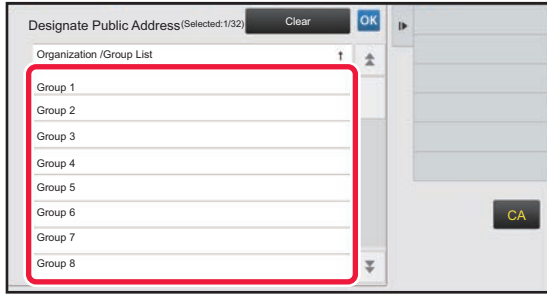 Designate Public Address(Selected:1/32) Clear OK
Organization /Group List ↑
Group 1
Group 2
Group 3
Group 4
Group 5
Group 6
CA
Group 7
Group 8